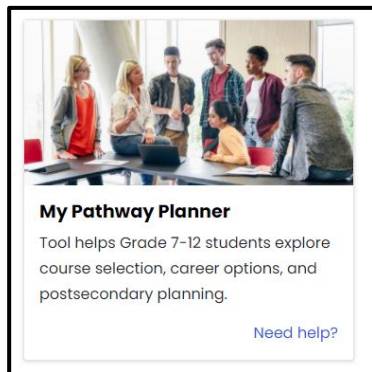 My Pathway Planner
Tool helps Grade 7-12 students explore
course selection, career options, and
postsecondary planning.
Need help?